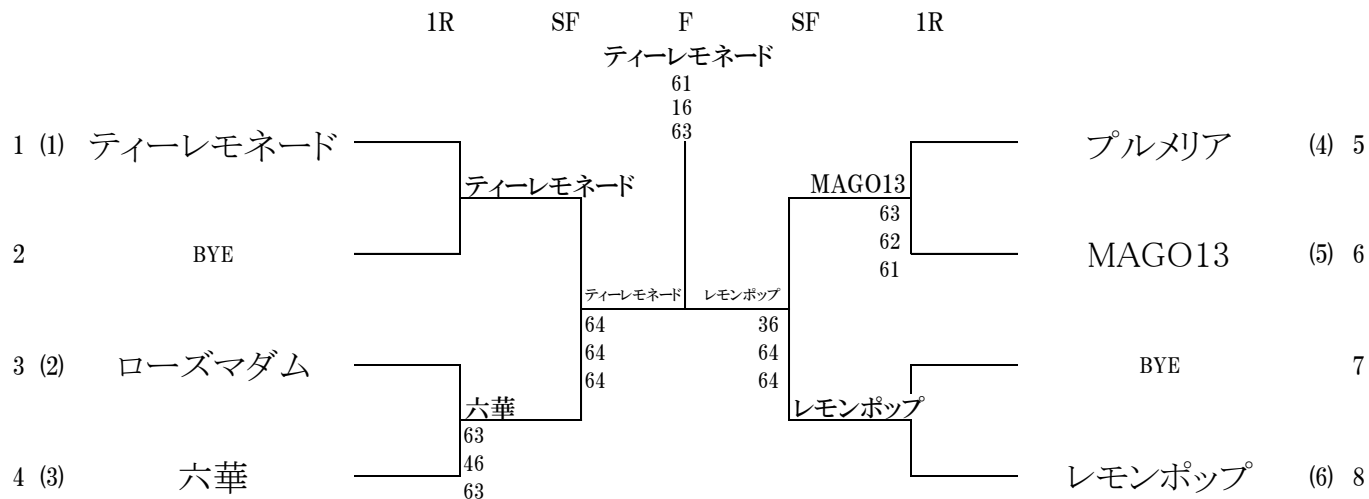 1R SF F SF 1R
ティーレモネード
61
16
63
1 (1) ティーレモネード
プルメリア (4) 5
ティーレモネード
MAGO13
63
62
61
2 BYE
MAGO13 (5) 6
ティーレモネード
レモンポップ
64
64
64
36
64
64
3 (2) ローズマダム
BYE 7
六華
63
46
63
レモンポップ
4 (3) 六華
レモンポップ (6) 8